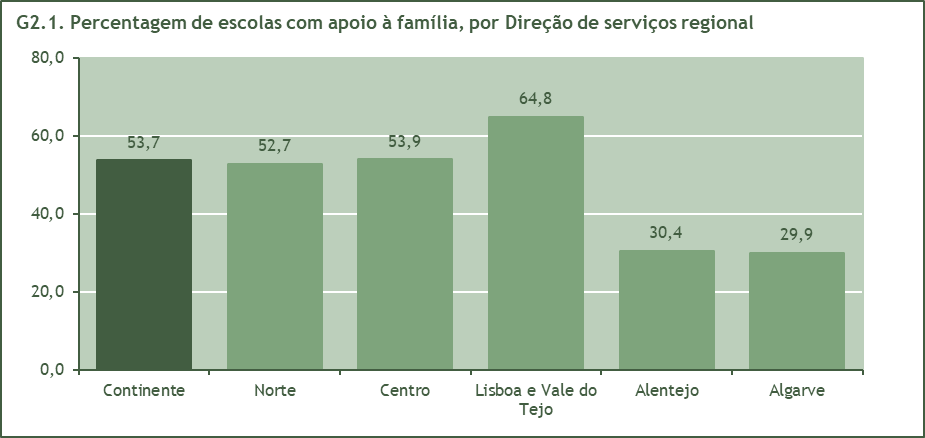 G2.1. Percentagem de escolas com apoio à família, por Direção de serviços regional
80,0
60,0
40,0
20,0
0,0
53,7
52,7
53,9
64,8
30,4
29,9
Continente
Norte
Centro
Lisboa e Vale do
Tejo
Alentejo
Algarve